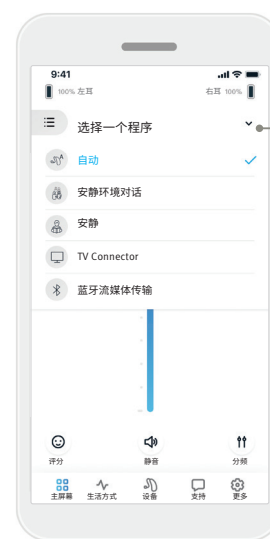 9:41
100% 左耳
右耳 100%
选择一个程序
自动
安静环境对话
安静
TV Connector
蓝牙流媒体传输
评分
静音
分频
主屏幕
生活方式
设备
支持
更多